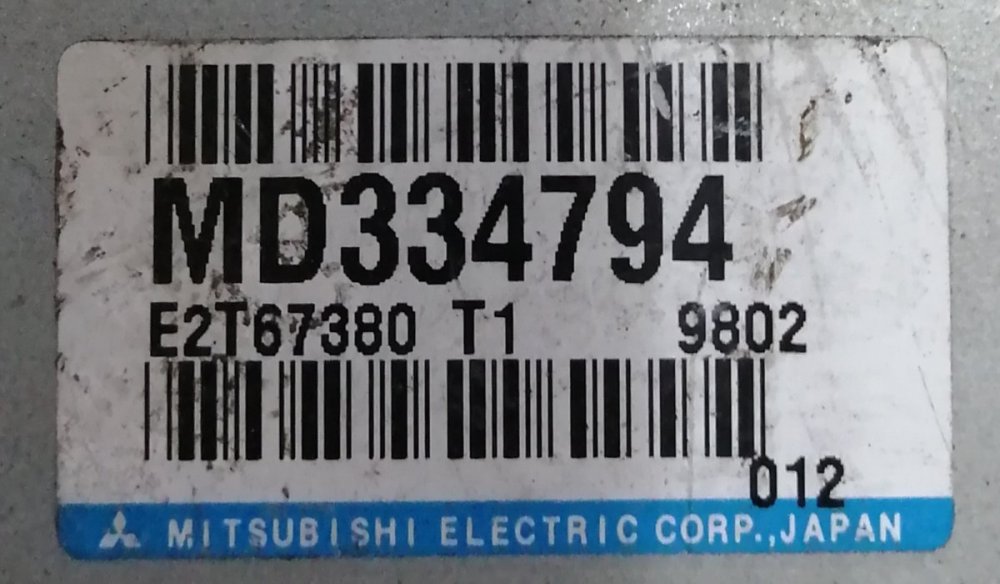 MD334794
E2T67380 T1 9802
012
MITSUBISHI ELECTRIC CORP.,JAPAN